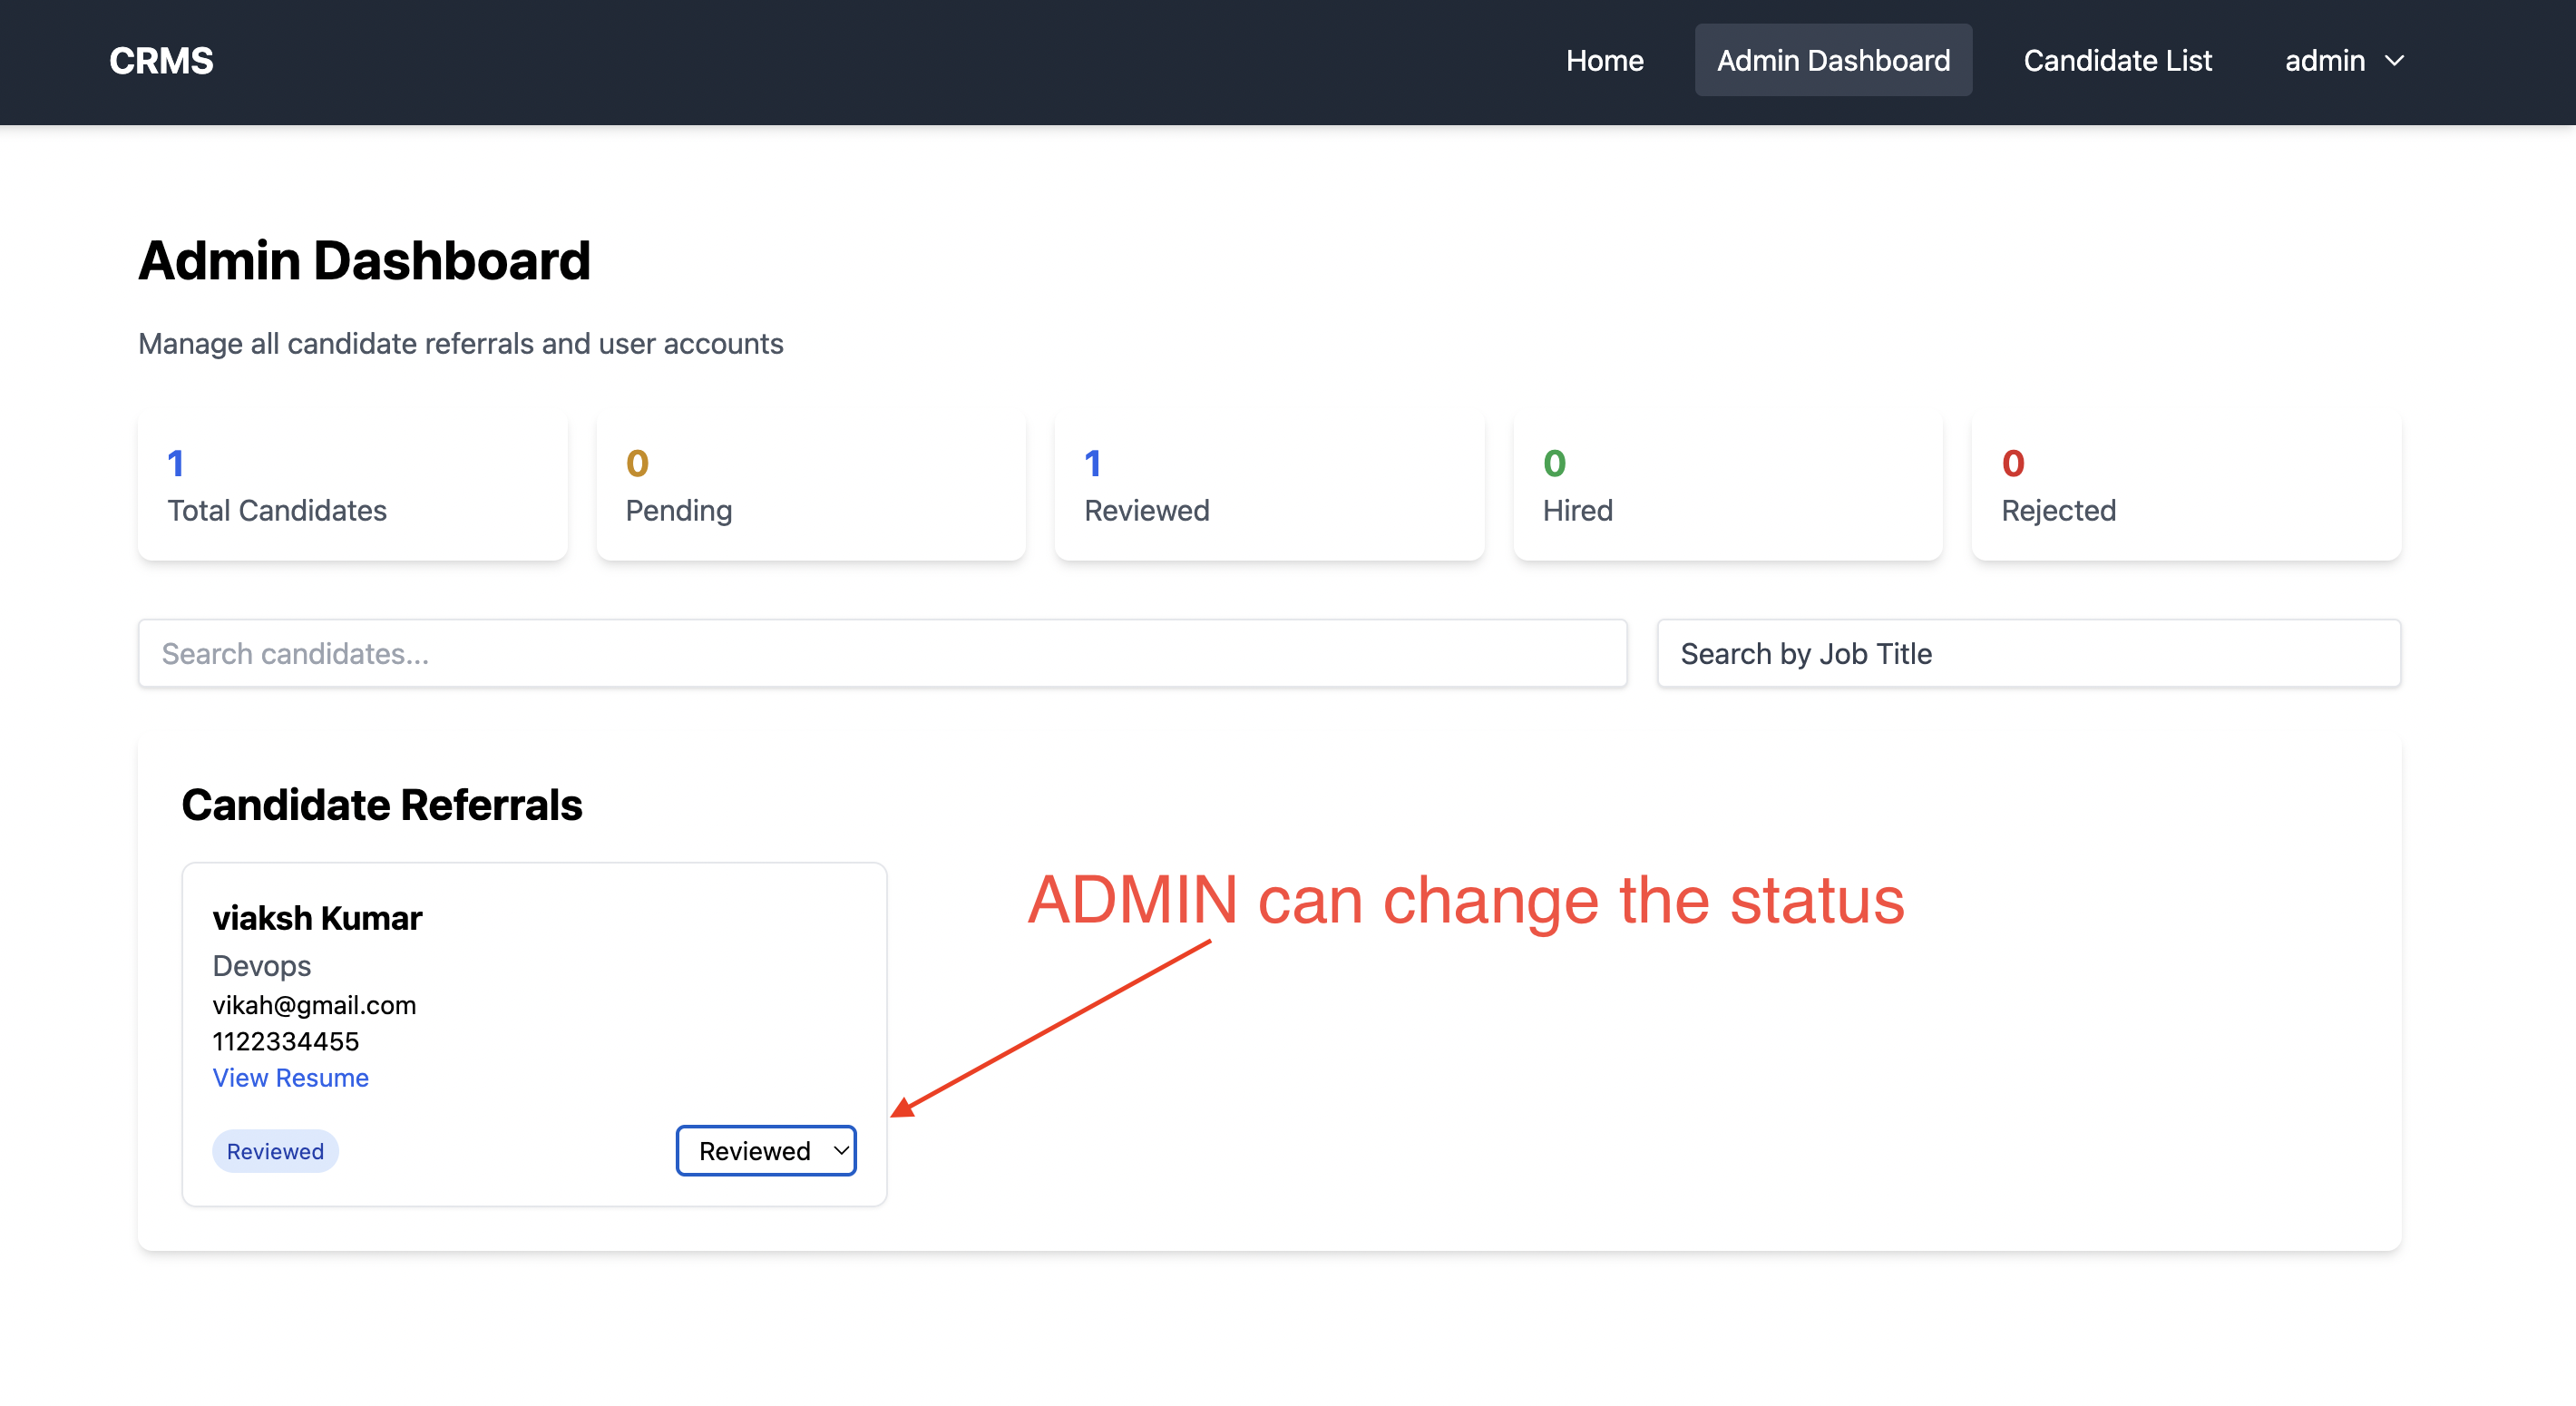 CRMS
Home
Admin Dashboard
Candidate List
admin
Admin Dashboard
Manage all candidate referrals and user accounts
1
Total Candidates
0
Pending
1
Reviewed
0
Hired
0
Rejected
Search candidates...
Search by Job Title
Candidate Referrals
viaksh Kumar
Devops
vikah@gmail.com
1122334455
View Resume
Reviewed
Reviewed
ADMIN can change the status